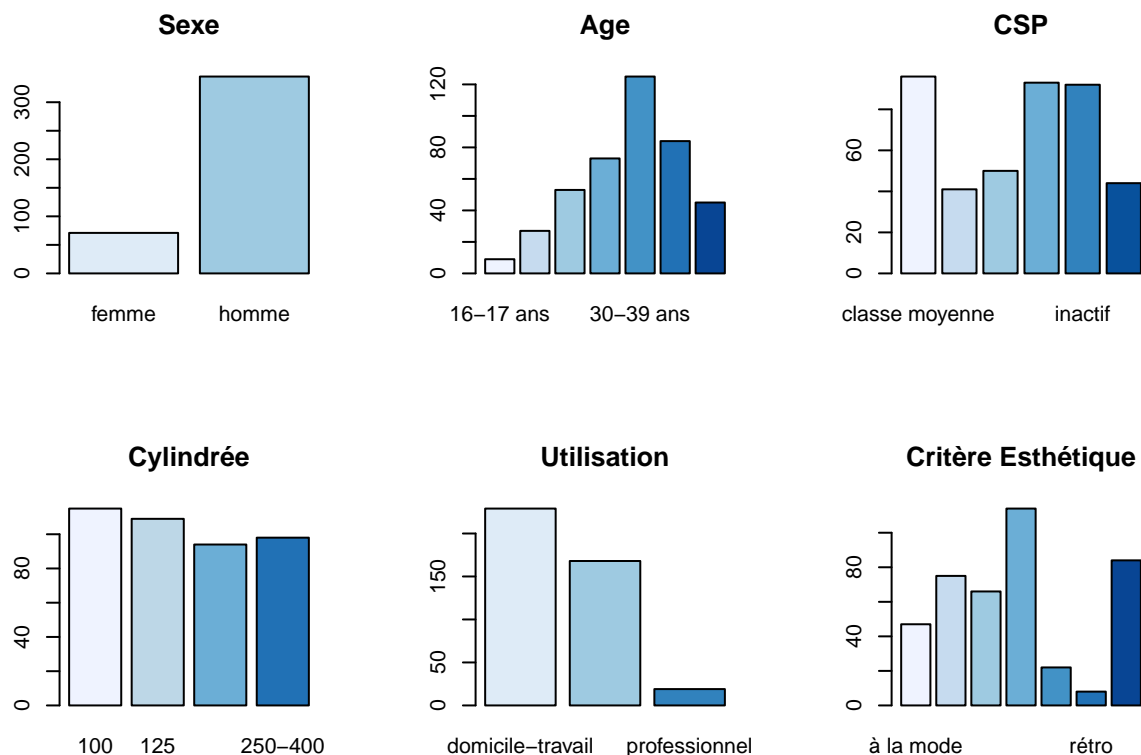 Sexe
0 100 200 300
femme homme
Age
0 40 80 120
16−17 ans 30−39 ans
CSP
0 20 60
classe moyenne inactif
Cylindrée
0 40 80
100 125 250−400
Utilisation
0 50 150
domicile−travail professionnel
Critère Esthétique
0 40 80
à la mode rétro